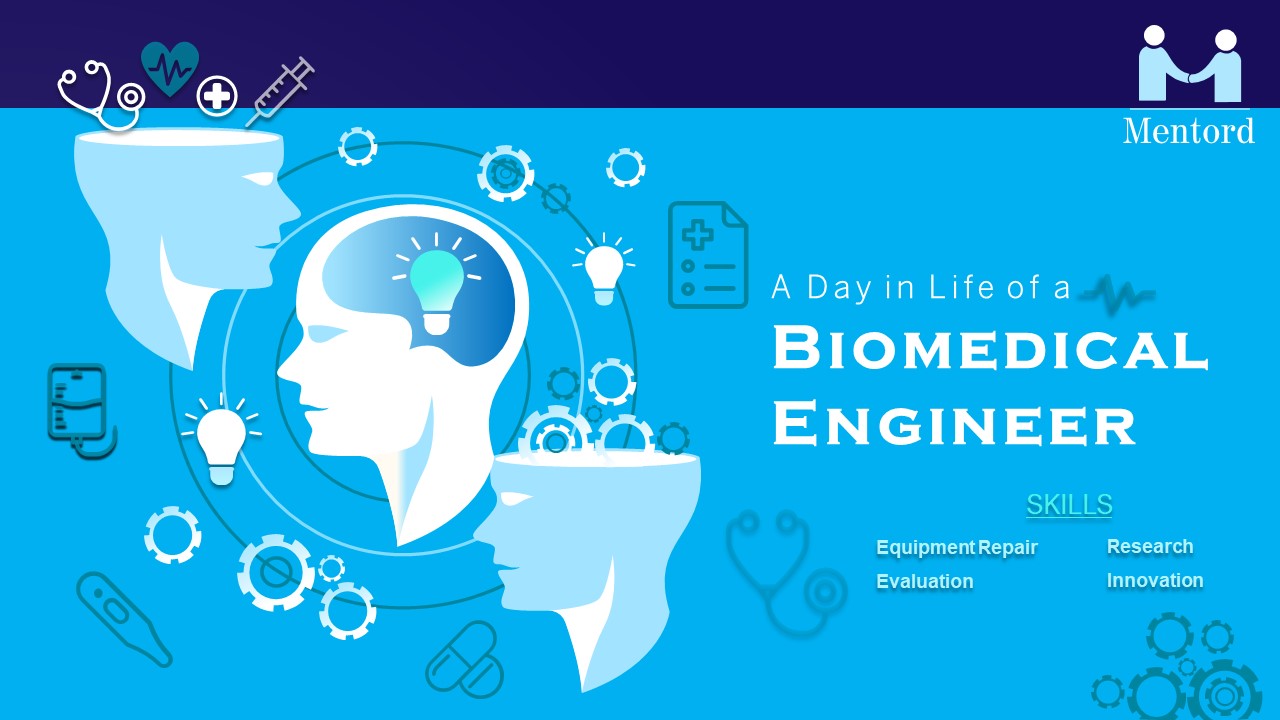 Mentord
A Day in Life of a
BIOMEDICAL
ENGINEER
SKILLS
Equipment Repair
Research
Evaluation
Innovation